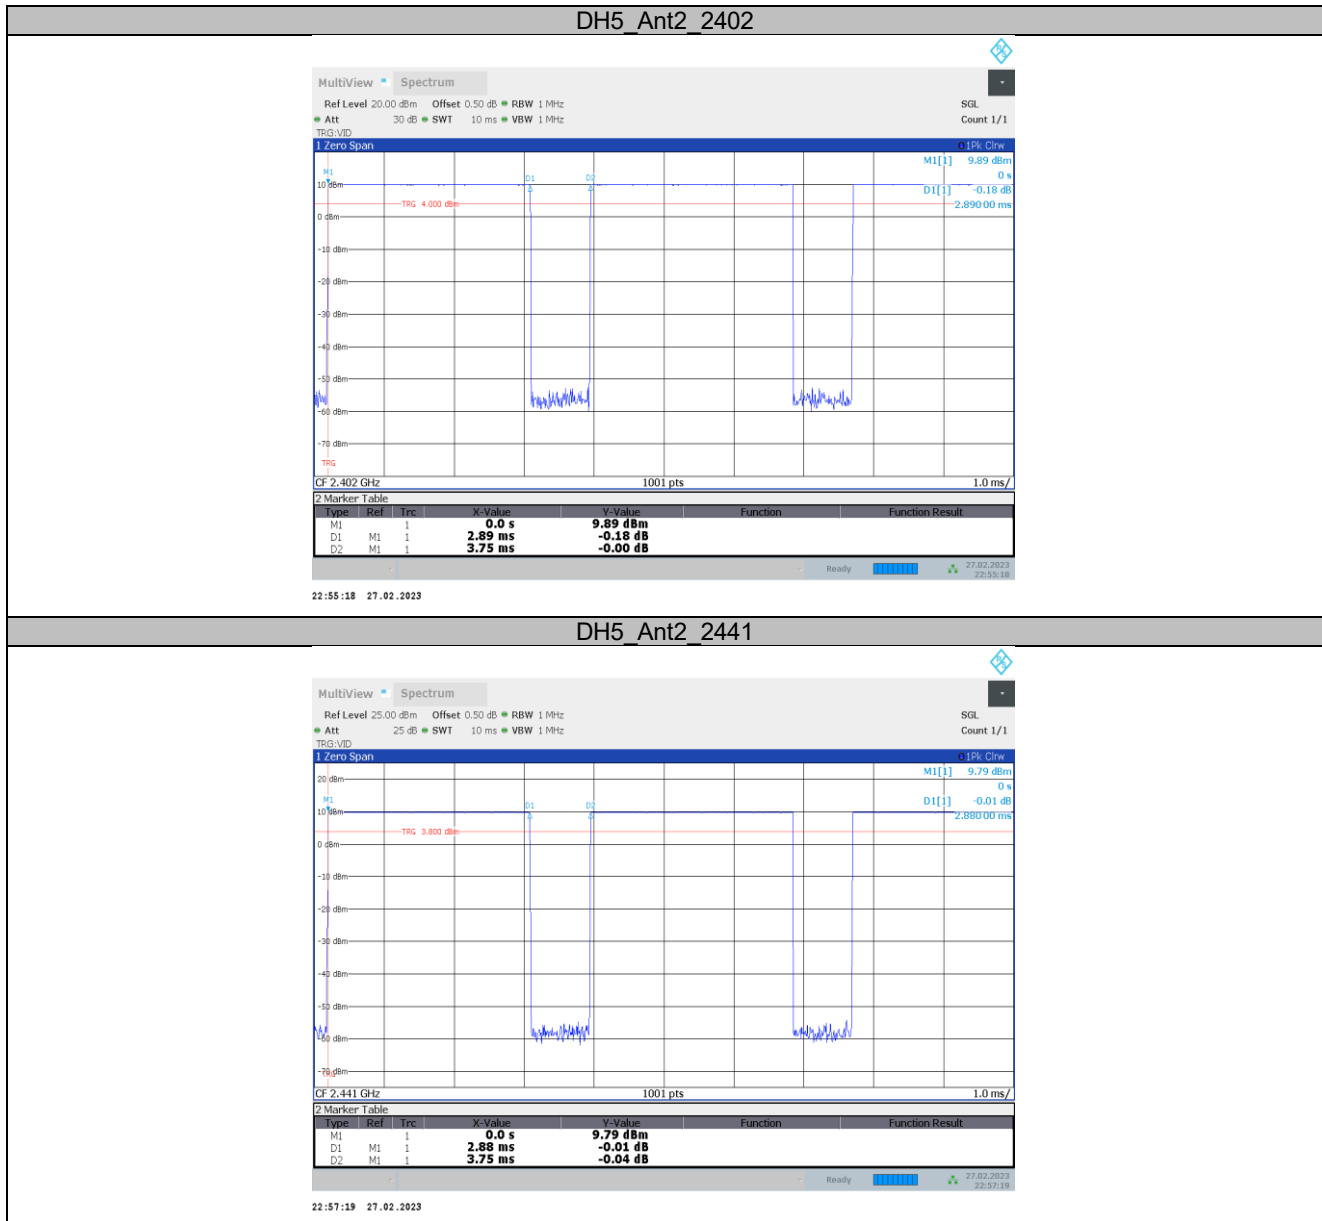 DH5_Ant2_2402
MultiView Spectrum
Ref Level 20.00 dBm Offset 0.50 dB RBW 1 MHz SGL
Att 30 dB SWT 10 ms VBW 1 MHz Count 1/1
TRG:VID
1 Zero Span 1Pk Clrw
M1[1] 9.89 dBm
0 s
D1[1] -0.18 dB
2.89000 ms
M1
D1
D2
10 dBm
TRG 4.000 dBm
0 dBm
-10 dBm
-20 dBm
-30 dBm
-40 dBm
-50 dBm
-60 dBm
-70 dBm
TRG
CF 2.402 GHz 1001 pts 1.0 ms/
2 Marker Table
Type Ref Trc X-Value Y-Value Function Function Result
M1 1 0.0 s 9.89 dBm
D1 M1 1 2.89 ms -0.18 dB
D2 M1 1 3.75 ms -0.00 dB
Ready 27.02.2023
22:55:18
22:55:18 27.02.2023
DH5_Ant2_2441
MultiView Spectrum
Ref Level 25.00 dBm Offset 0.50 dB RBW 1 MHz SGL
Att 25 dB SWT 10 ms VBW 1 MHz Count 1/1
TRG:VID
1 Zero Span 1Pk Clrw
M1[1] 9.79 dBm
0 s
D1[1] -0.01 dB
2.88000 ms
20 dBm
M1
D1
D2
10 dBm
TRG 3.800 dBm
0 dBm
-10 dBm
-20 dBm
-30 dBm
-40 dBm
-50 dBm
-60 dBm
-70 dBm
TRG
CF 2.441 GHz 1001 pts 1.0 ms/
2 Marker Table
Type Ref Trc X-Value Y-Value Function Function Result
M1 1 0.0 s 9.79 dBm
D1 M1 1 2.88 ms -0.01 dB
D2 M1 1 3.75 ms -0.04 dB
Ready 27.02.2023
22:57:19
22:57:19 27.02.2023